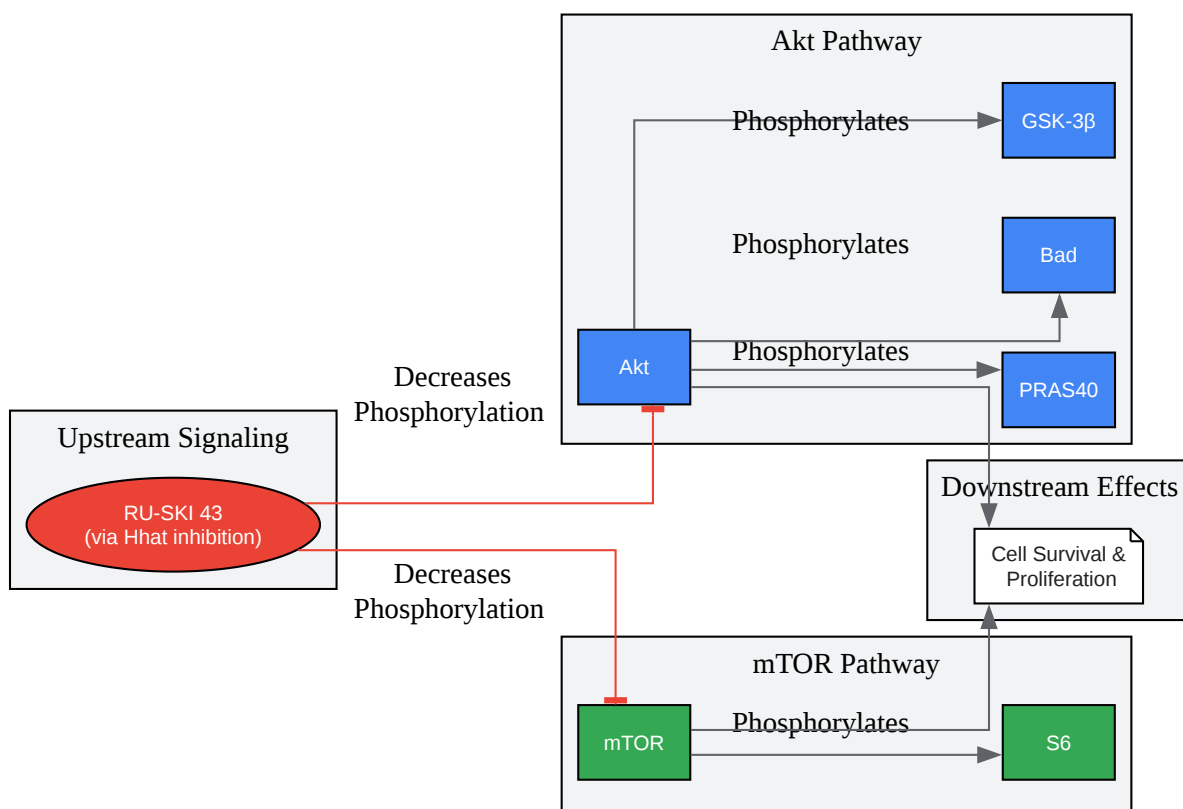 Akt Pathway
Phosphorylates
GSK-3β
Phosphorylates
Bad
Akt
Phosphorylates
PRAS40
Decreases
Phosphorylation
Upstream Signaling
RU-SKI 43
(via Hhat inhibition)
Decreases
Phosphorylation
Downstream Effects
Cell Survival &
Proliferation
mTOR Pathway
mTOR
Phosphorylates
S6